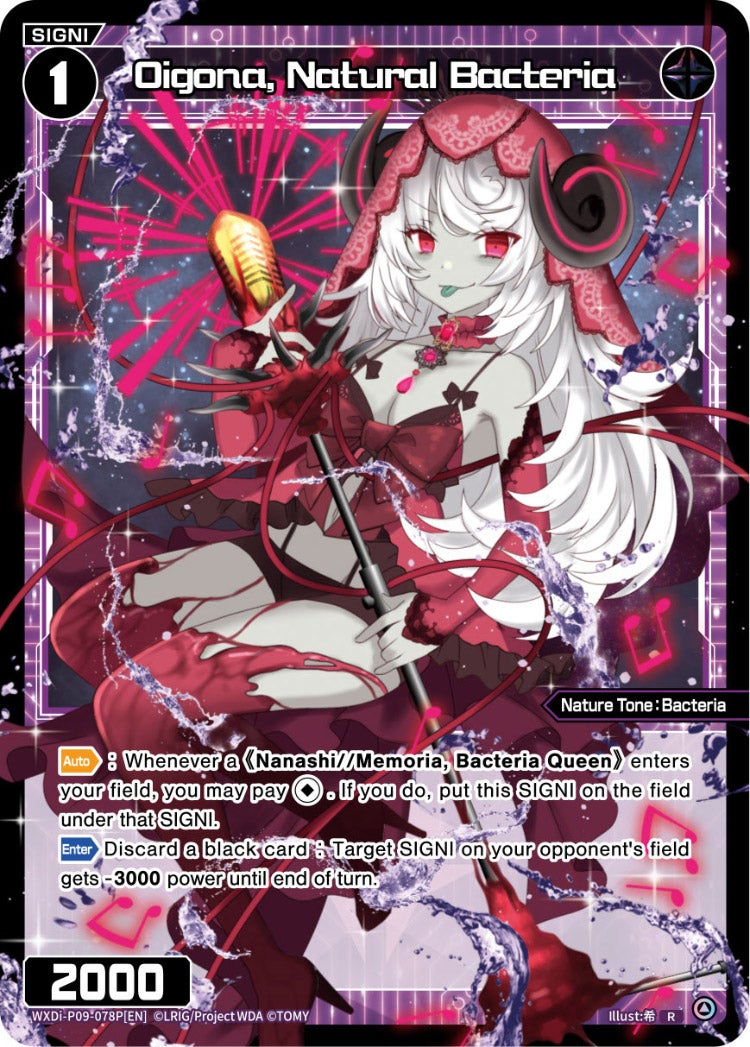 SIGNI
1
Oigona, Natural Bacteria
Nature Tone:Bacteria
Auto : Whenever a 《Nanashi//Memoria, Bacteria Queen》 enters
your field, you may pay . If you do, put this SIGNI on the field
under that SIGNI.
Enter Discard a black card : Target SIGNI on your opponent's field
gets -3000 power until end of turn.
2000
WXDi-P09-078P[EN] ©LRIG/Project WDA ©TOMY
Illust:希 R